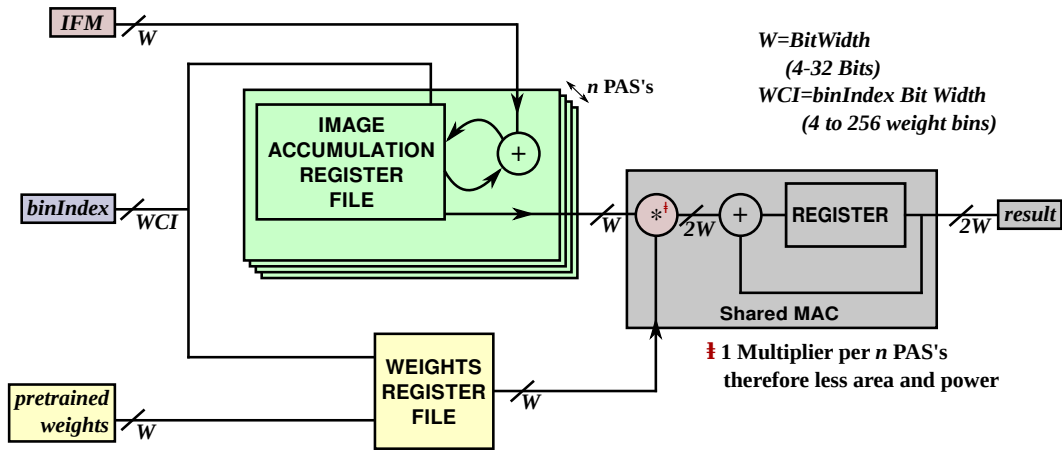 IFM
W
W=BitWidth
(4-32 Bits)
WCI=binIndex Bit Width
(4 to 256 weight bins)
n PAS's
IMAGE
ACCUMULATION
REGISTER
FILE
+
binIndex
WCI
W
*ǂ
2W
+
REGISTER
2W
result
Shared MAC
ǂ 1 Multiplier per n PAS's
therefore less area and power
WEIGHTS
REGISTER
FILE
W
pretrained
weights
W